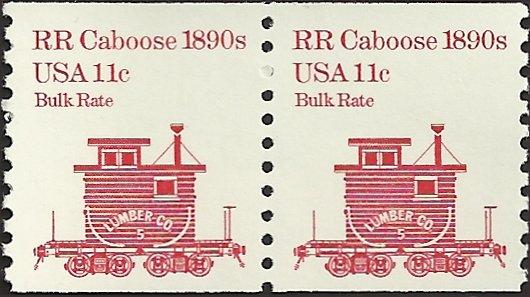 RR Caboose 1890s
USA 11c
Bulk Rate
LUMBER CO.
5
RR Caboose 1890s
USA 11c
Bulk Rate
LUMBER CO.
5